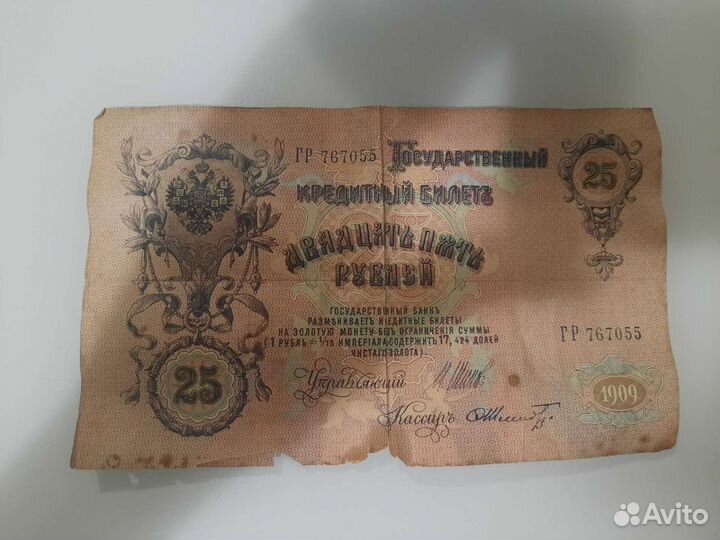 ГР 767055
Государственный
25
КРЕДИТНЫЙ БИЛЕТЪ
ДВАДЦАТЬ ПЯТЬ
РУБЛЕЙ
ГОСУДАРСТВЕННЫЙ БАНКЪ
РАЗМѢНИВАЕТЪ КРЕДИТНЫЕ БИЛЕТЫ
НА ЗОЛОТУЮ МОНЕТУ БЕЗЪ ОГРАНИЧЕНІЯ СУММЫ
(1 РУБЛЬ = 1/15 ИМПЕРІАЛА, СОДЕРЖИТЪ 17,424 ДОЛЕЙ
ЧИСТАГО ЗОЛОТА).
ГР 767055
25
Управляющій
1909
Кассиръ
Avito